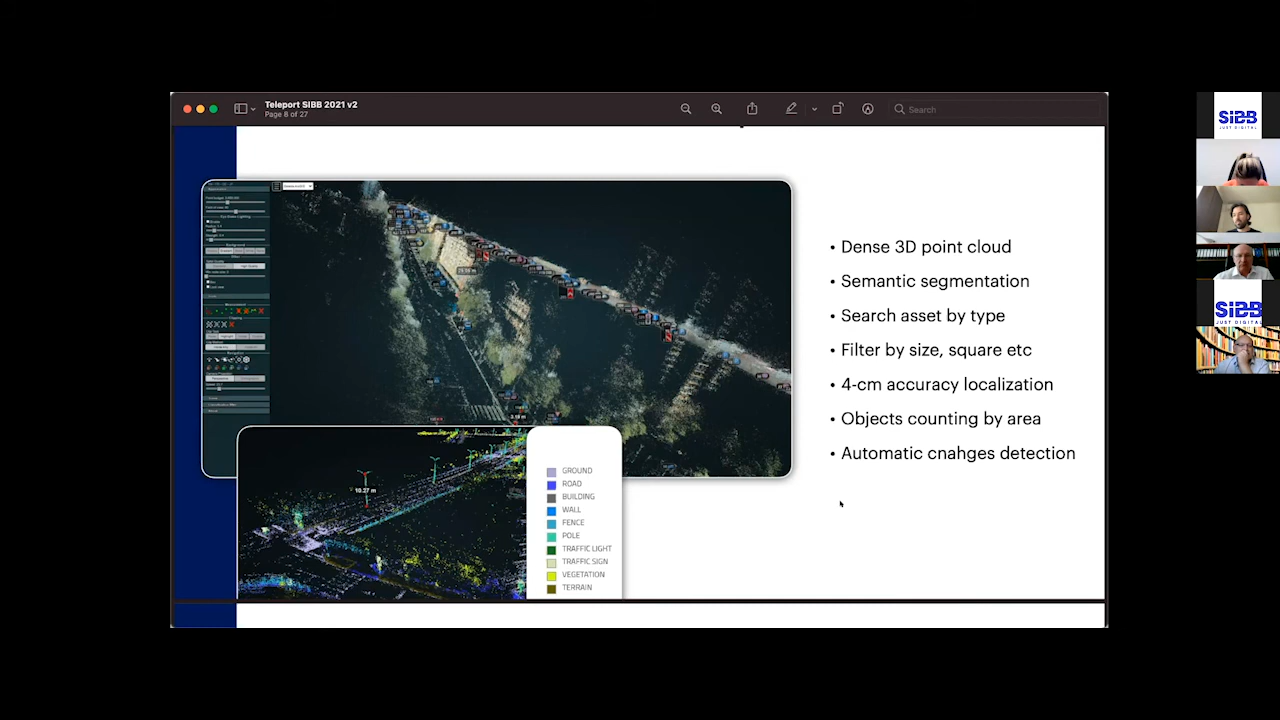 Teleport SIBB 2021 v2
Page 8 of 27
Search
• Dense 3D point cloud
• Semantic segmentation
• Search asset by type
• Filter by size, square etc
• 4-cm accuracy localization
• Objects counting by area
• Automatic cnahges detection
10.27 m
GROUND
ROAD
BUILDING
WALL
FENCE
POLE
TRAFFIC LIGHT
TRAFFIC SIGN
VEGETATION
TERRAIN
SiBB
JUST DIGITAL
SiBB
JUST DIGITAL